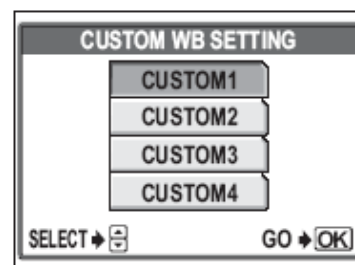 CUSTOM WB SETTING
CUSTOM1
CUSTOM2
CUSTOM3
CUSTOM4
SELECT GO OK